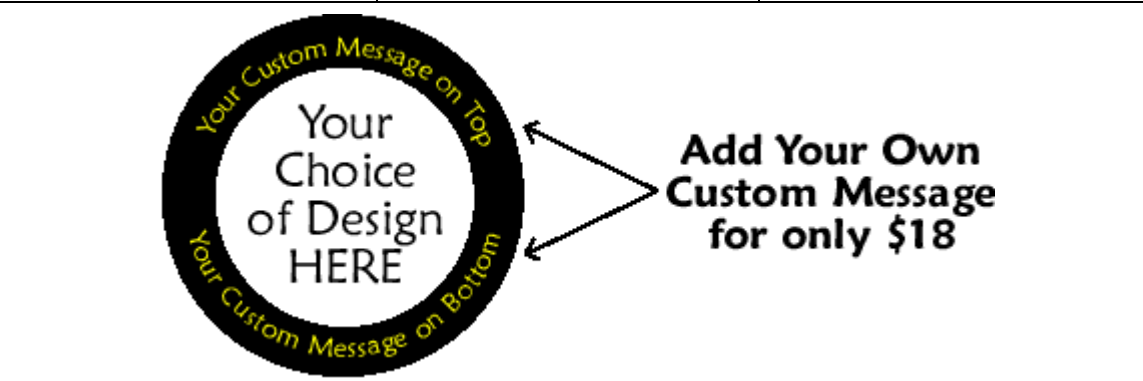 Your Custom Message on Top
Your
Choice
of Design
HERE
Your Custom Message on Bottom
Add Your Own
Custom Message
for only $18